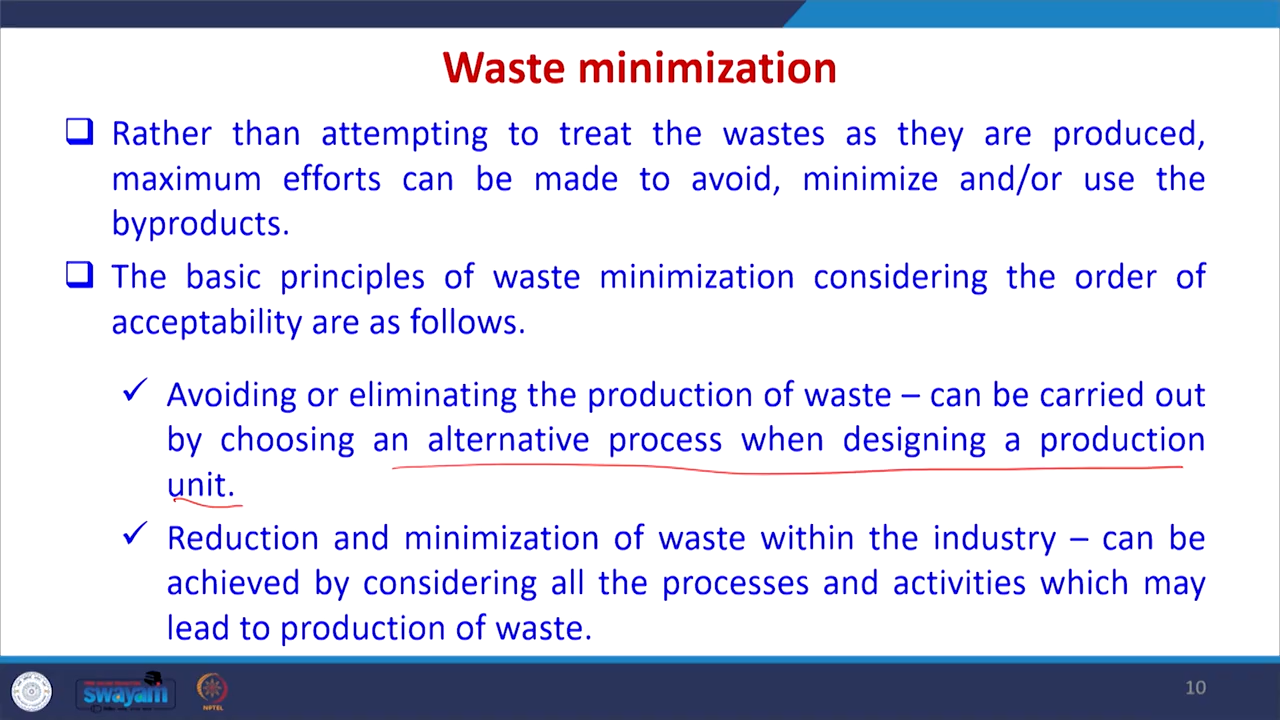 Waste minimization
❑ Rather than attempting to treat the wastes as they are produced,
maximum efforts can be made to avoid, minimize and/or use the
byproducts.
❑ The basic principles of waste minimization considering the order of
acceptability are as follows.
✓ Avoiding or eliminating the production of waste – can be carried out
by choosing an alternative process when designing a production
unit.
✓ Reduction and minimization of waste within the industry – can be
achieved by considering all the processes and activities which may
lead to production of waste.
swayam
NPTEL
10